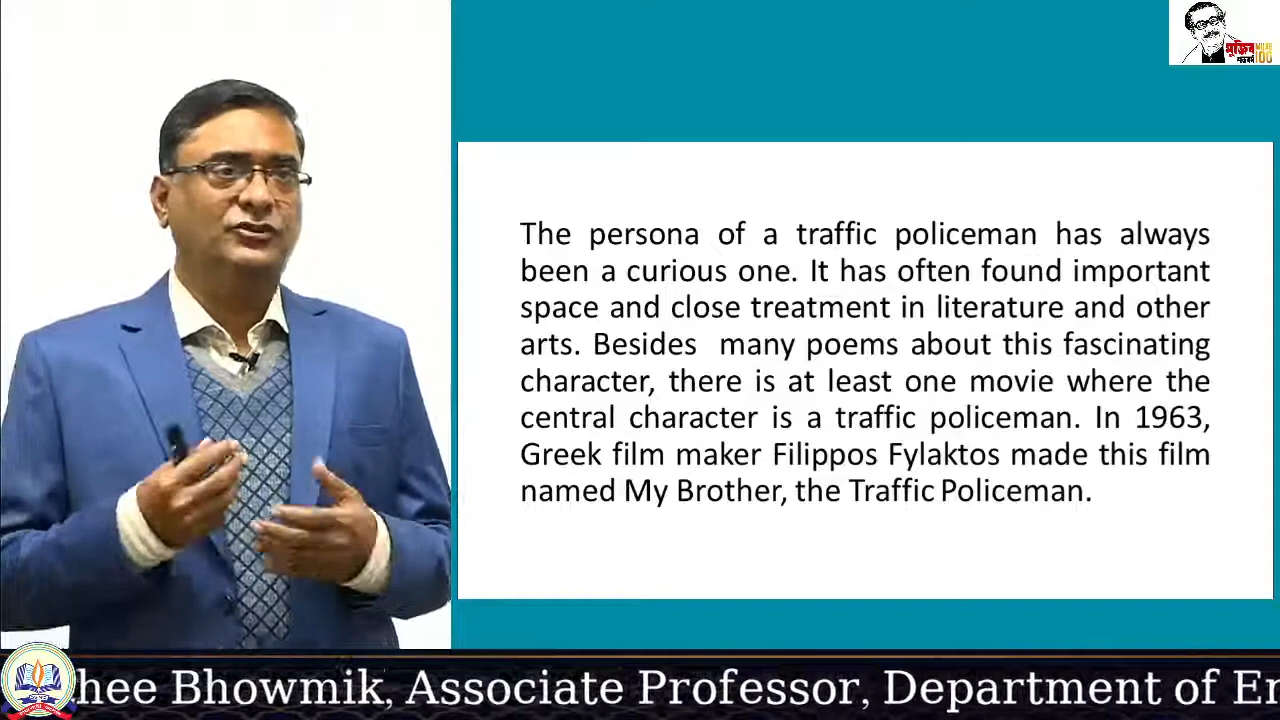 মুজিব
শতবর্ষ 100
The persona of a traffic policeman has always
been a curious one. It has often found important
space and close treatment in literature and other
arts. Besides many poems about this fascinating
character, there is at least one movie where the
central character is a traffic policeman. In 1963,
Greek film maker Filippos Fylaktos made this film
named My Brother, the Traffic Policeman.
hee Bhowmik, Associate Professor, Department of En